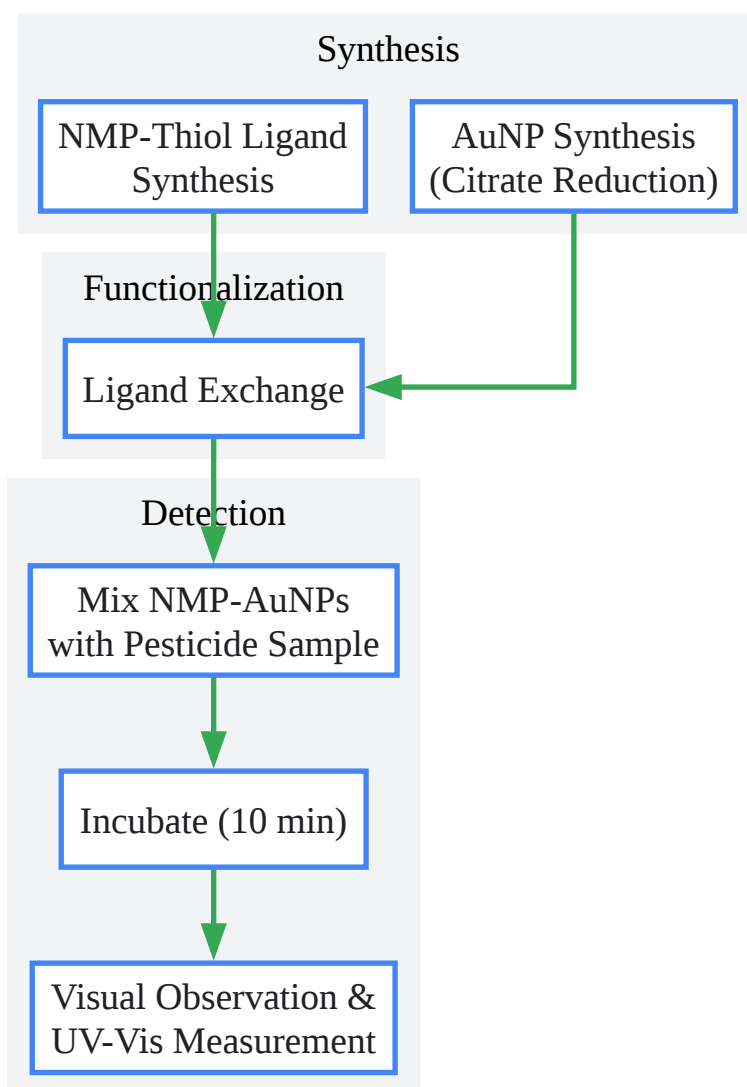 Synthesis
NMP-Thiol Ligand
Synthesis
AuNP Synthesis
(Citrate Reduction)
Functionalization
Ligand Exchange
Detection
Mix NMP-AuNPs
with Pesticide Sample
Incubate (10 min)
Visual Observation &
UV-Vis Measurement